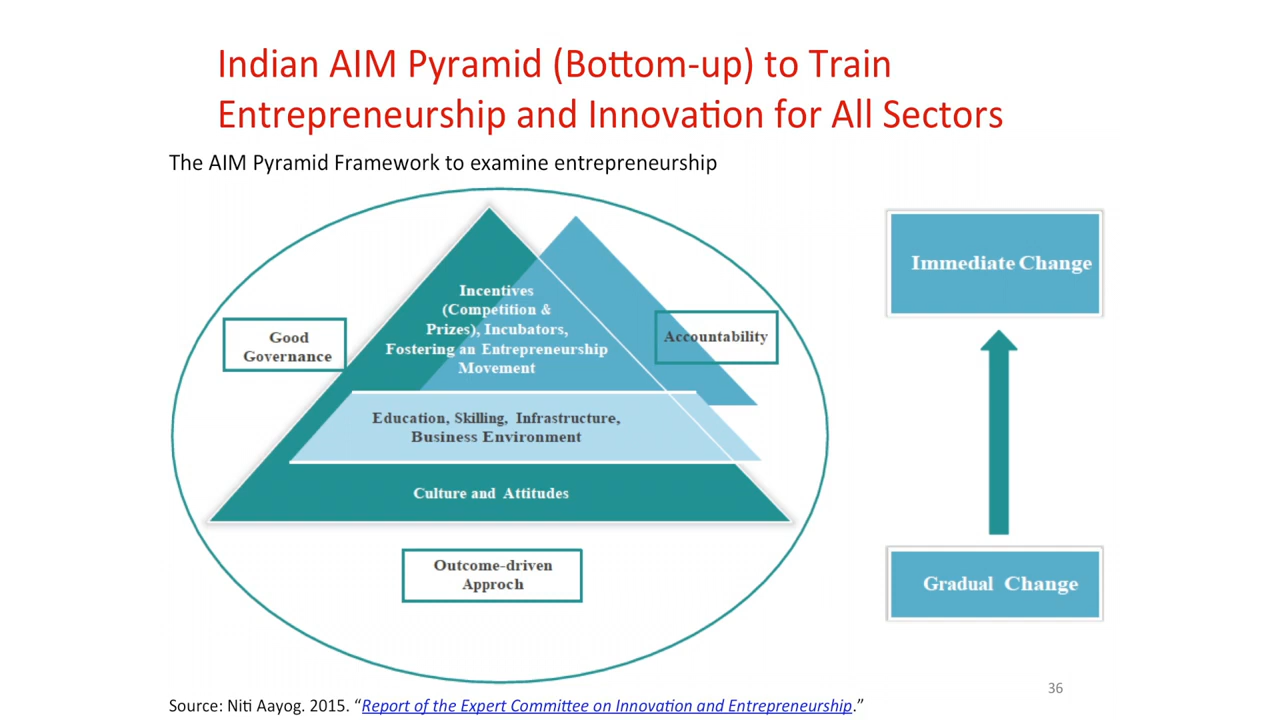 Indian AIM Pyramid (Bottom-up) to Train
Entrepreneurship and Innovation for All Sectors
The AIM Pyramid Framework to examine entrepreneurship
Incentives
(Competition &
Prizes), Incubators,
Fostering an Entrepreneurship
Movement
Good
Governance
Accountability
Education, Skilling, Infrastructure,
Business Environment
Culture and Attitudes
Outcome-driven
Approch
Immediate Change
Gradual Change
36
Source: Niti Aayog. 2015. “Report of the Expert Committee on Innovation and Entrepreneurship.”